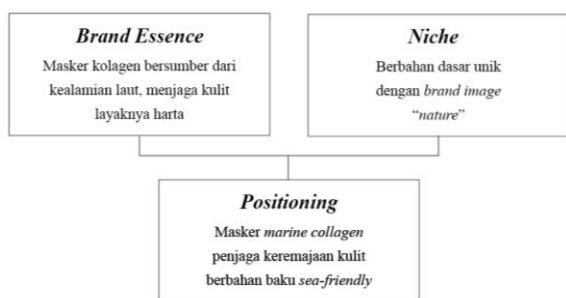 Brand Essence
Masker kolagen bersumber dari
kealamian laut, menjaga kulit
layaknya harta
Niche
Berbahan dasar unik
dengan brand image
“nature”
Positioning
Masker marine collagen
penjaga keremajaan kulit
berbahan baku sea-friendly